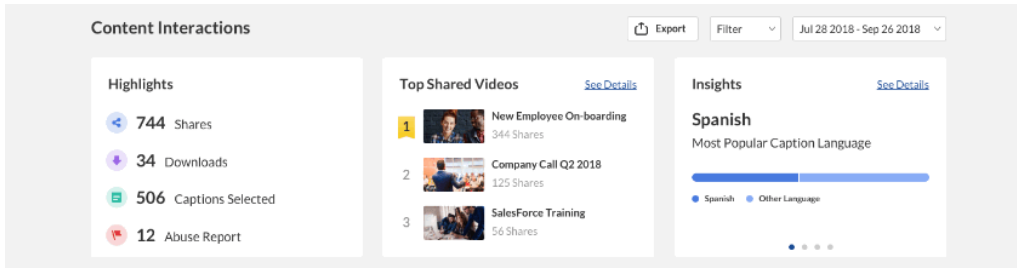 Content Interactions
Export
Filter
Jul 28 2018 - Sep 26 2018
Highlights
744 Shares
34 Downloads
506 Captions Selected
12 Abuse Report
Top Shared Videos
See Details
1
New Employee On-boarding
344 Shares
2
Company Call Q2 2018
125 Shares
3
SalesForce Training
56 Shares
Insights
See Details
Spanish
Most Popular Caption Language
Spanish
Other Language